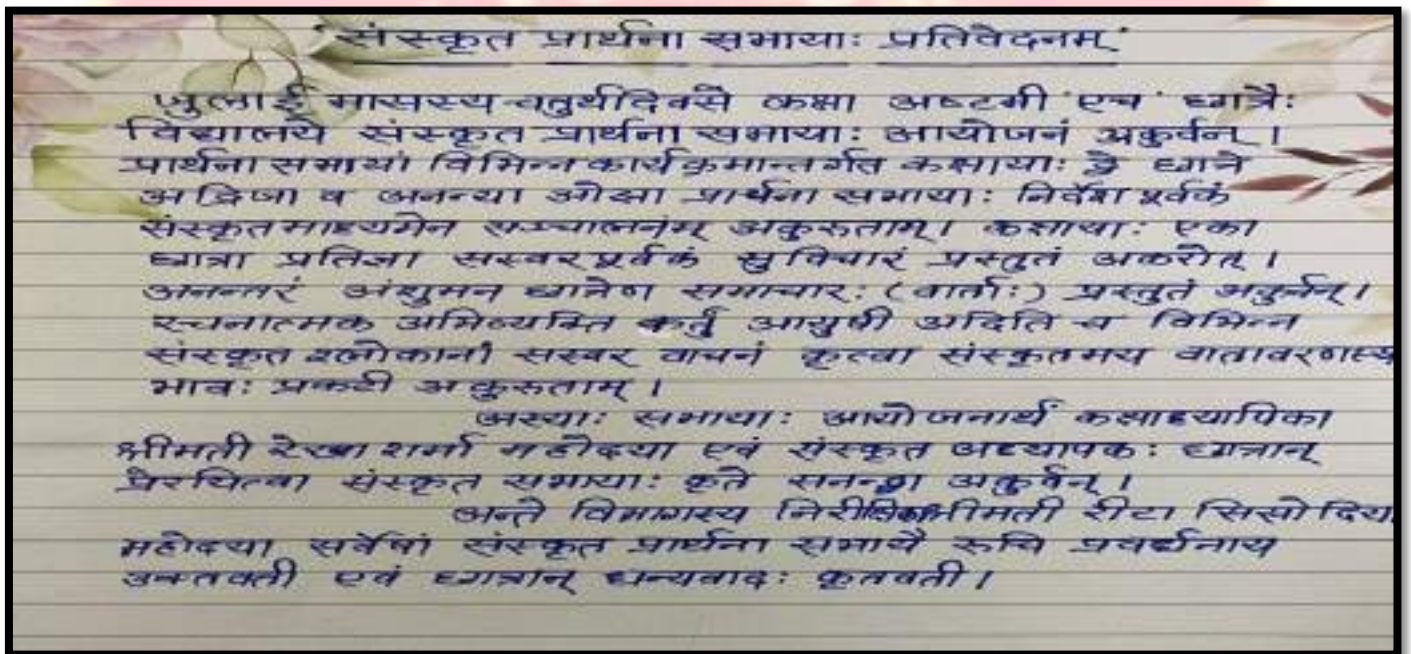 'संस्कृत प्रार्थना सभायाः प्रतिवेदनम्'
जुलाई मासस्य चतुर्थदिवसे कक्षा अष्टमी 'एच' छात्रैः
विद्यालये संस्कृत प्रार्थना सभायाः आयोजनं अकुर्वन् ।
प्रार्थना सभायां विभिन्न कार्यक्रमान्तर्गत कक्षायाः द्वे छात्रे
अद्रिजा व अनन्या ओझा प्रार्थना सभायाः निर्देश पूर्वकं
संस्कृतमाध्यमेन सञ्चालनंम् अकुरुताम्। कक्षायाः एका
छात्रा प्रतिज्ञा सस्वर पूर्वकं सुविचारं प्रस्तुतं अकरोत् ।
अनन्तरं अंशुमन छात्रेण समाचारः (वार्ताः) प्रस्तुतं अकुर्वन् ।
रचनात्मक अभिव्यक्ति कर्तुं आयुषी अदिति च विभिन्न
संस्कृत श्लोकानां सस्वर वाचनं कृत्वा संस्कृतमय वातावरणस्य
भावः प्रकटी अकुरुताम् ।
अस्याः सभायाः आयोजनार्थं कक्षाध्यापिका
श्रीमती रेखा शर्मा महोदया एवं संस्कृत अध्यापकः छात्रान्
प्रेरयित्वा संस्कृत सभायाः कृते अकुर्वन् ।
अन्ते विभागस्य श्रीमती रीटा सिसोदिया
महोदया सर्वेषां संस्कृत प्रार्थना सभायै रूचि प्रवर्धनाय
उक्तवती एवं छात्रान् धन्यवादः कृतवती ।